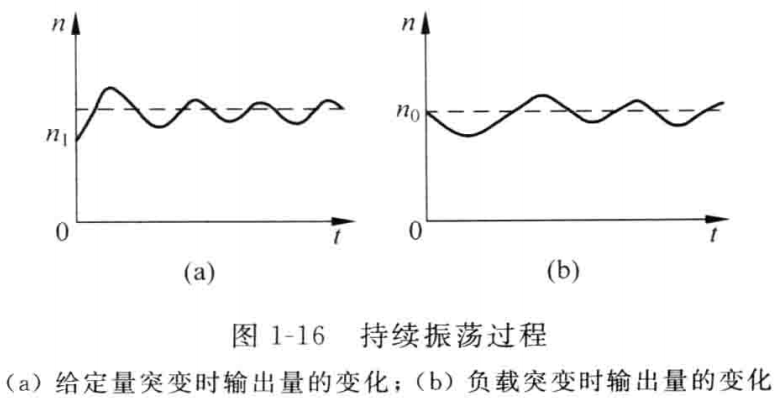 n
n
n₁
n₀
0
t
0
t
(a)
(b)
图 1-16 持续振荡过程
(a) 给定量突变时输出量的变化;(b) 负载突变时输出量的变化